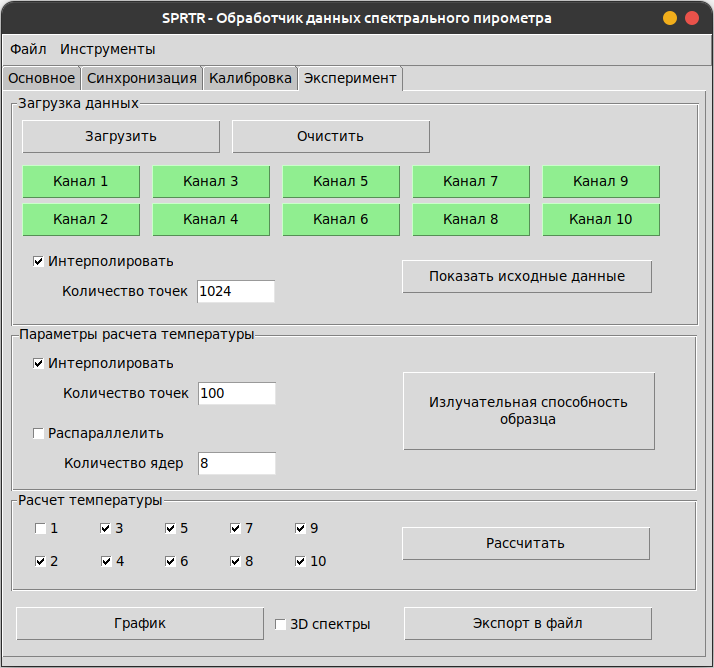 SPRTR - Обработчик данных спектрального пирометра
Файл Инструменты
Основное Синхронизация Калибровка Эксперимент
Загрузка данных
Загрузить Очистить
Канал 1 Канал 3 Канал 5 Канал 7 Канал 9
Канал 2 Канал 4 Канал 6 Канал 8 Канал 10
Интерполировать
Показать исходные данные
Количество точек 1024
Параметры расчета температуры
Интерполировать
Количество точек 100
Излучательная способность
образца
Распараллелить
Количество ядер 8
Расчет температуры
1 3 5 7 9
Рассчитать
2 4 6 8 10
График 3D спектры Экспорт в файл